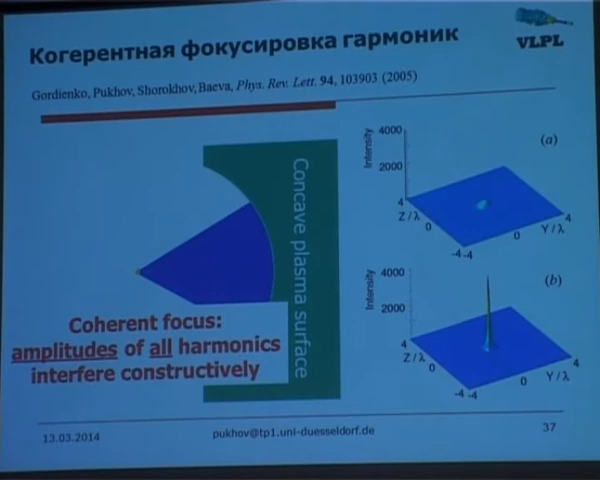 Когерентная фокусировка гармоник
VLPL
Gordienko, Pukhov, Shorokhov, Baeva, Phys. Rev. Lett. 94, 103903 (2005)
Concave plasma surface
Coherent focus:
amplitudes of all harmonics
interfere constructively
Intensity
4000
2000
(a)
4
Z/λ
0
-4
-4
0
Y/λ
4
Intensity
4000
2000
(b)
4
Z/λ
0
-4
-4
0
Y/λ
4
13.03.2014
pukhov@tp1.uni-duesseldorf.de
37